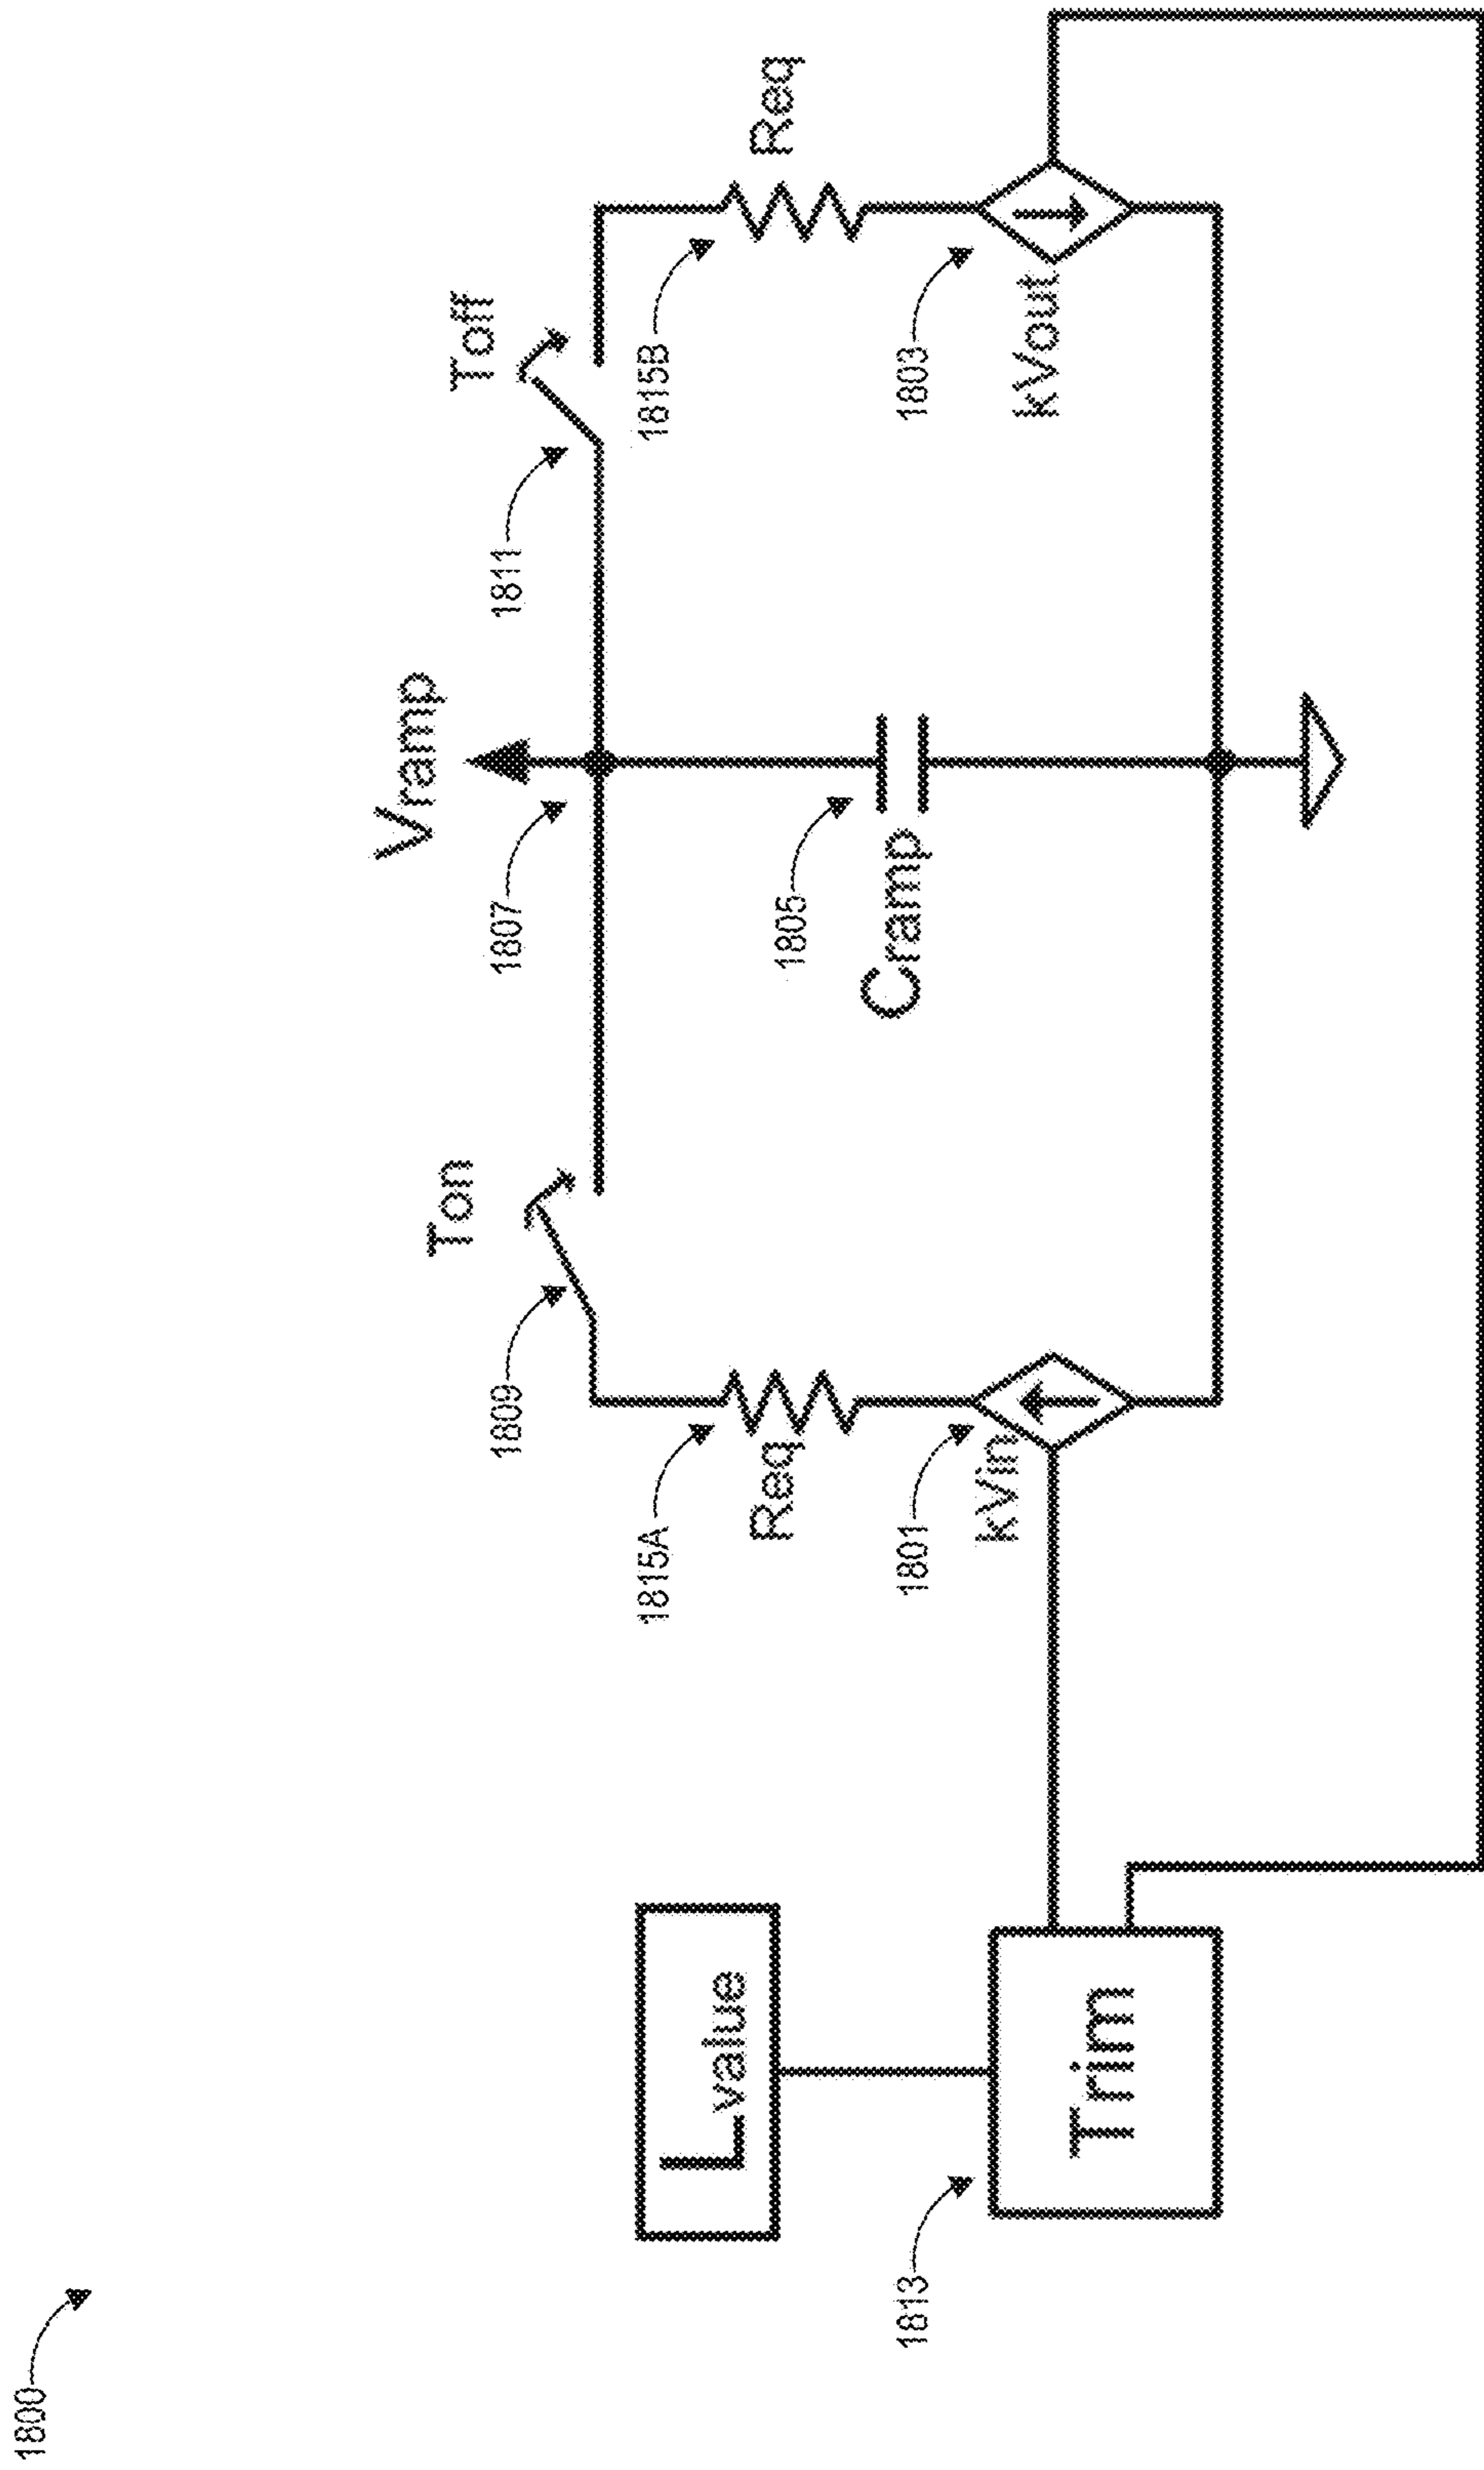 1800
Vramp
Ton
Toff
1809
1807
1811
1815A
Req
1805
1815B
Req
Lvalue
Cramp
1813
1801
1803
kVin
kVout
Trim